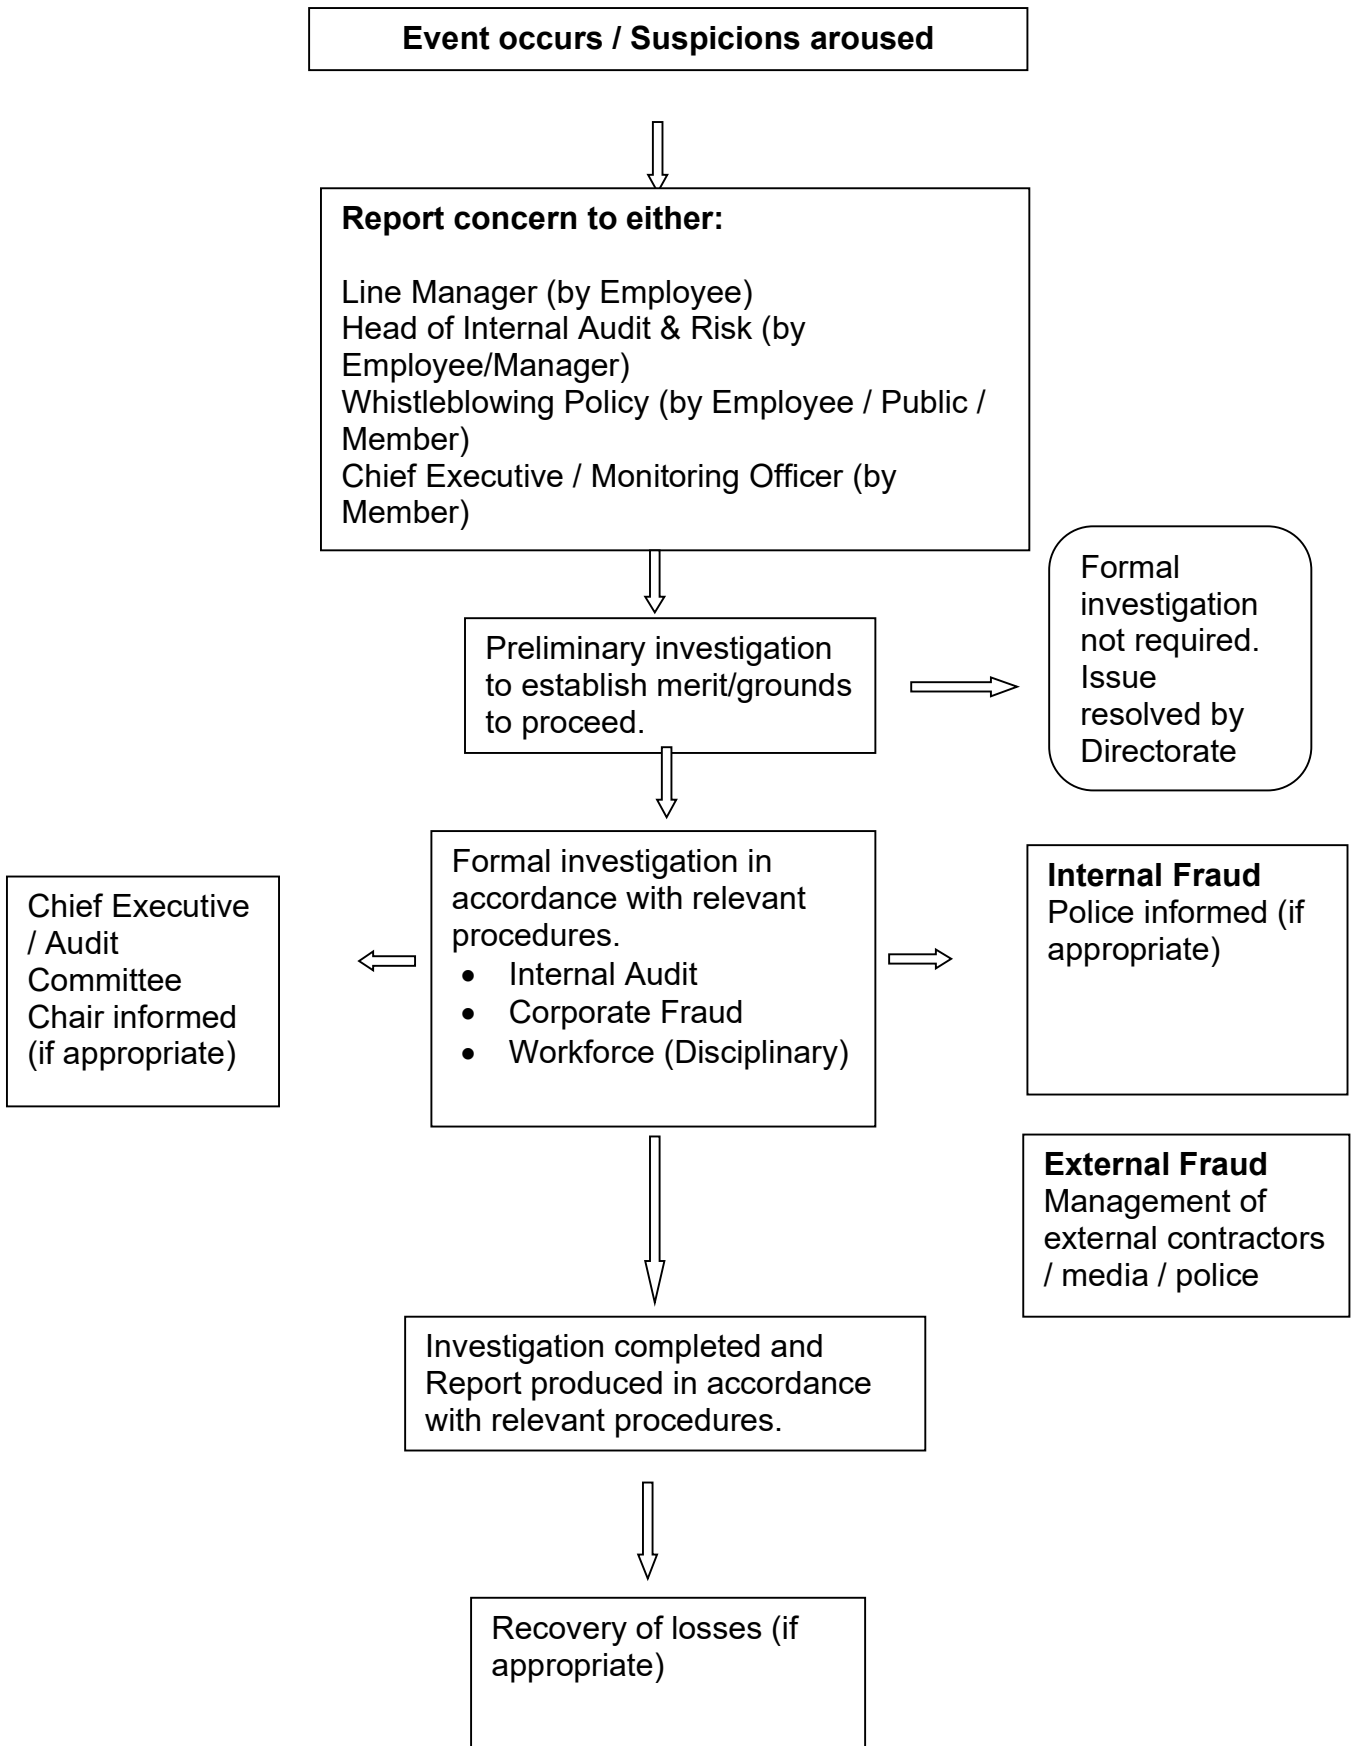 Event occurs / Suspicions aroused
Report concern to either:
Line Manager (by Employee)
Head of Internal Audit & Risk (by
Employee/Manager)
Whistleblowing Policy (by Employee / Public /
Member)
Chief Executive / Monitoring Officer (by
Member)
Formal
investigation
not required.
Issue
resolved by
Directorate
Preliminary investigation
to establish merit/grounds
to proceed.
Formal investigation in
accordance with relevant
procedures.
• Internal Audit
• Corporate Fraud
• Workforce (Disciplinary)
Chief Executive
/ Audit
Committee
Chair informed
(if appropriate)
Internal Fraud
Police informed (if
appropriate)
External Fraud
Management of
external contractors
/ media / police
Investigation completed and
Report produced in accordance
with relevant procedures.
Recovery of losses (if
appropriate)